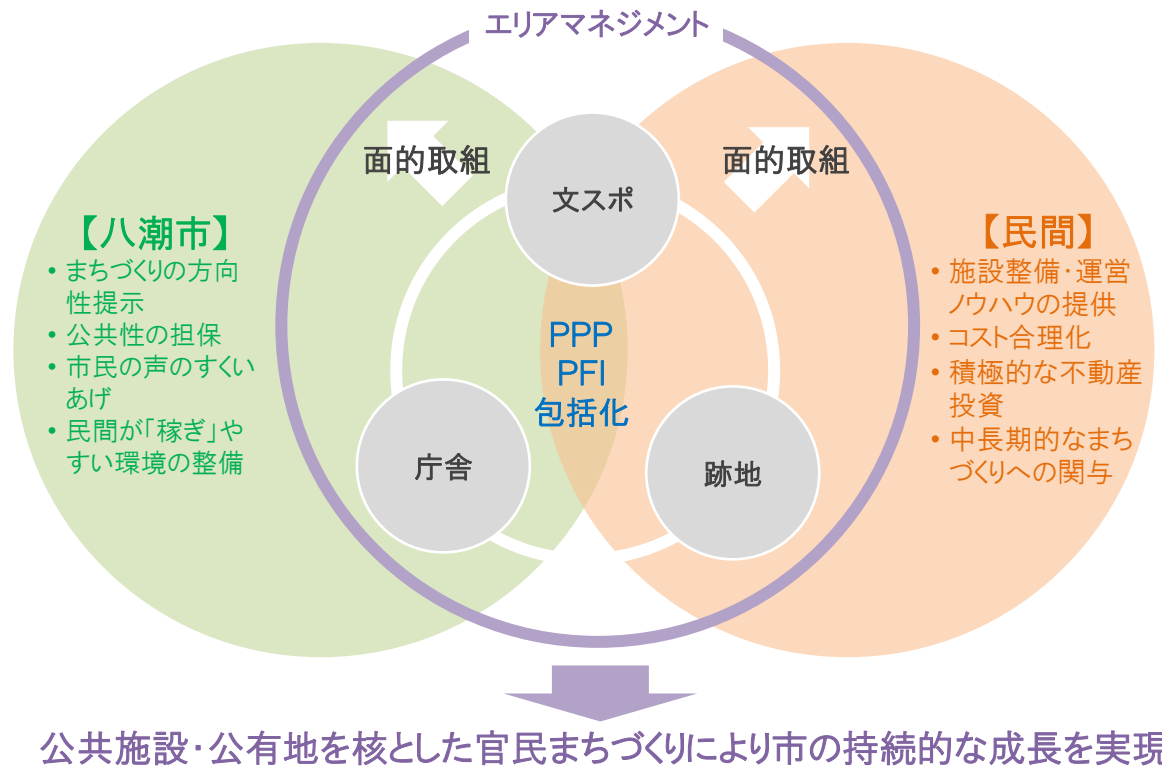 エリアマネジメント
面的取組
面的取組
文スポ
【八潮市】
• まちづくりの方向
性提示
• 公共性の担保
• 市民の声のすくい
あげ
• 民間が「稼ぎ」や
すい環境の整備
PPP
PFI
包括化
庁舎
跡地
【民間】
• 施設整備・運営
ノウハウの提供
• コスト合理化
• 積極的な不動産
投資
• 中長期的なまち
づくりへの関与
公共施設・公有地を核とした官民まちづくりにより市の持続的な成長を実現